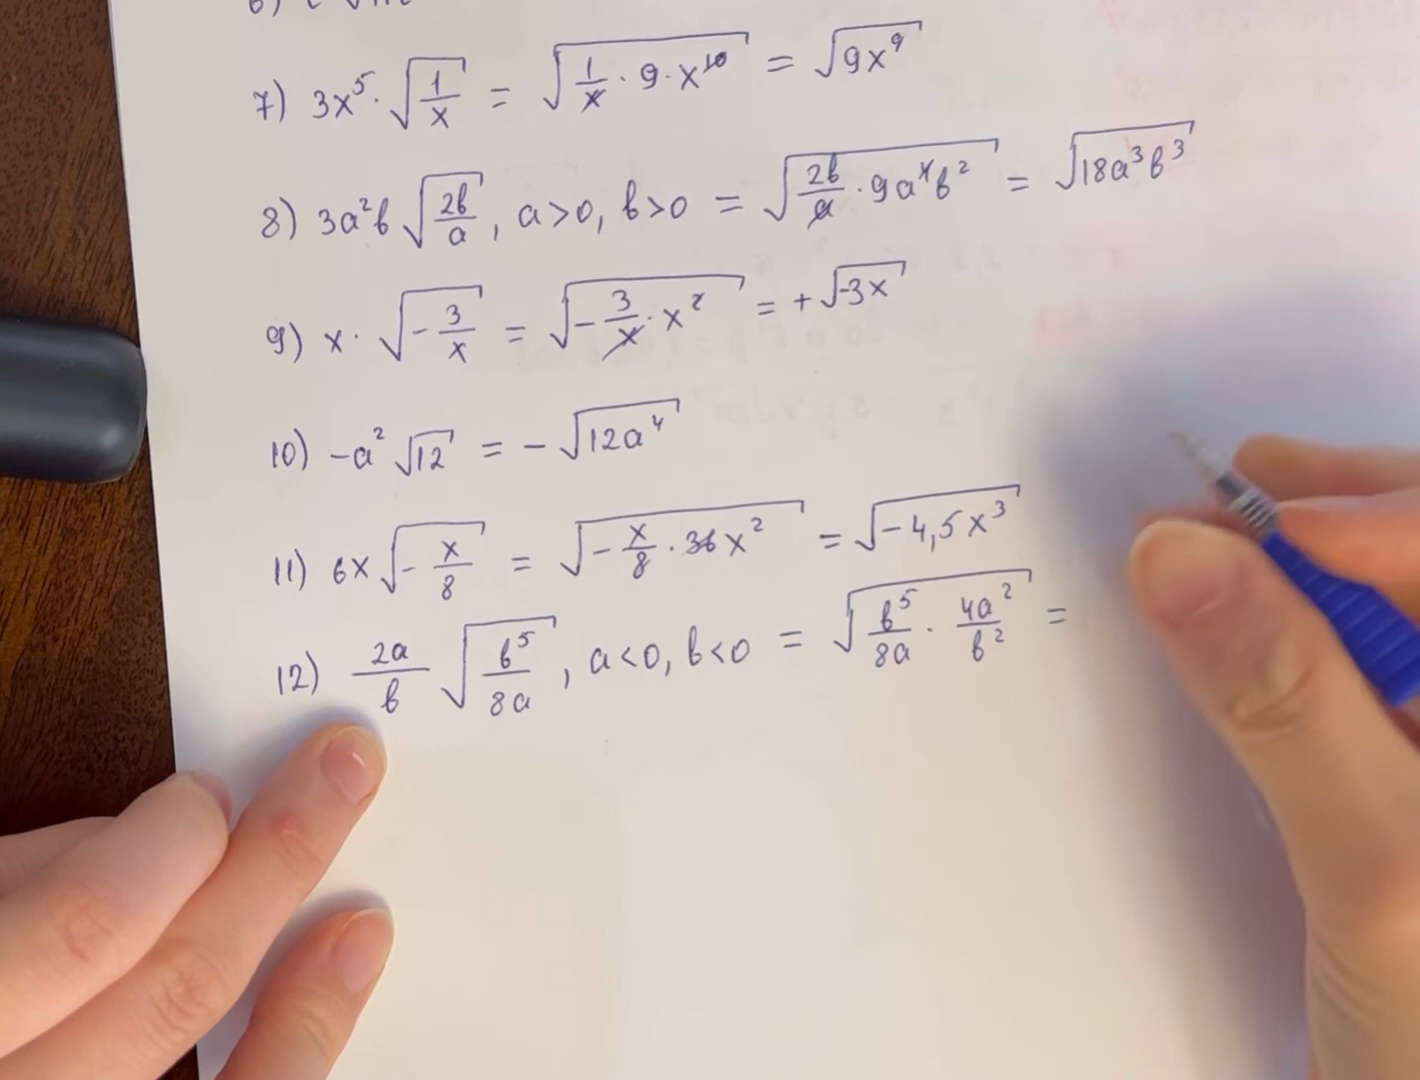 7) 3x⁵·√(1/x) = √(1/x · 9 · x¹⁰) = √(9x⁹)
8) 3a²b√(2b/a), a>0, b>0 = √(2b/a · 9a⁴b²) = √(18a³b³)
9) x·√(-3/x) = √(-3/x · x²) = +√(-3x)
10) -a²√12 = -√(12a⁴)
11) 6x√(-x/8) = √(-x/8 · 36x²) = √(-4,5x³)
12) 2a/b √(b⁵/8a), a<0, b<0 = √(b⁵/8a · 4a²/b²) =